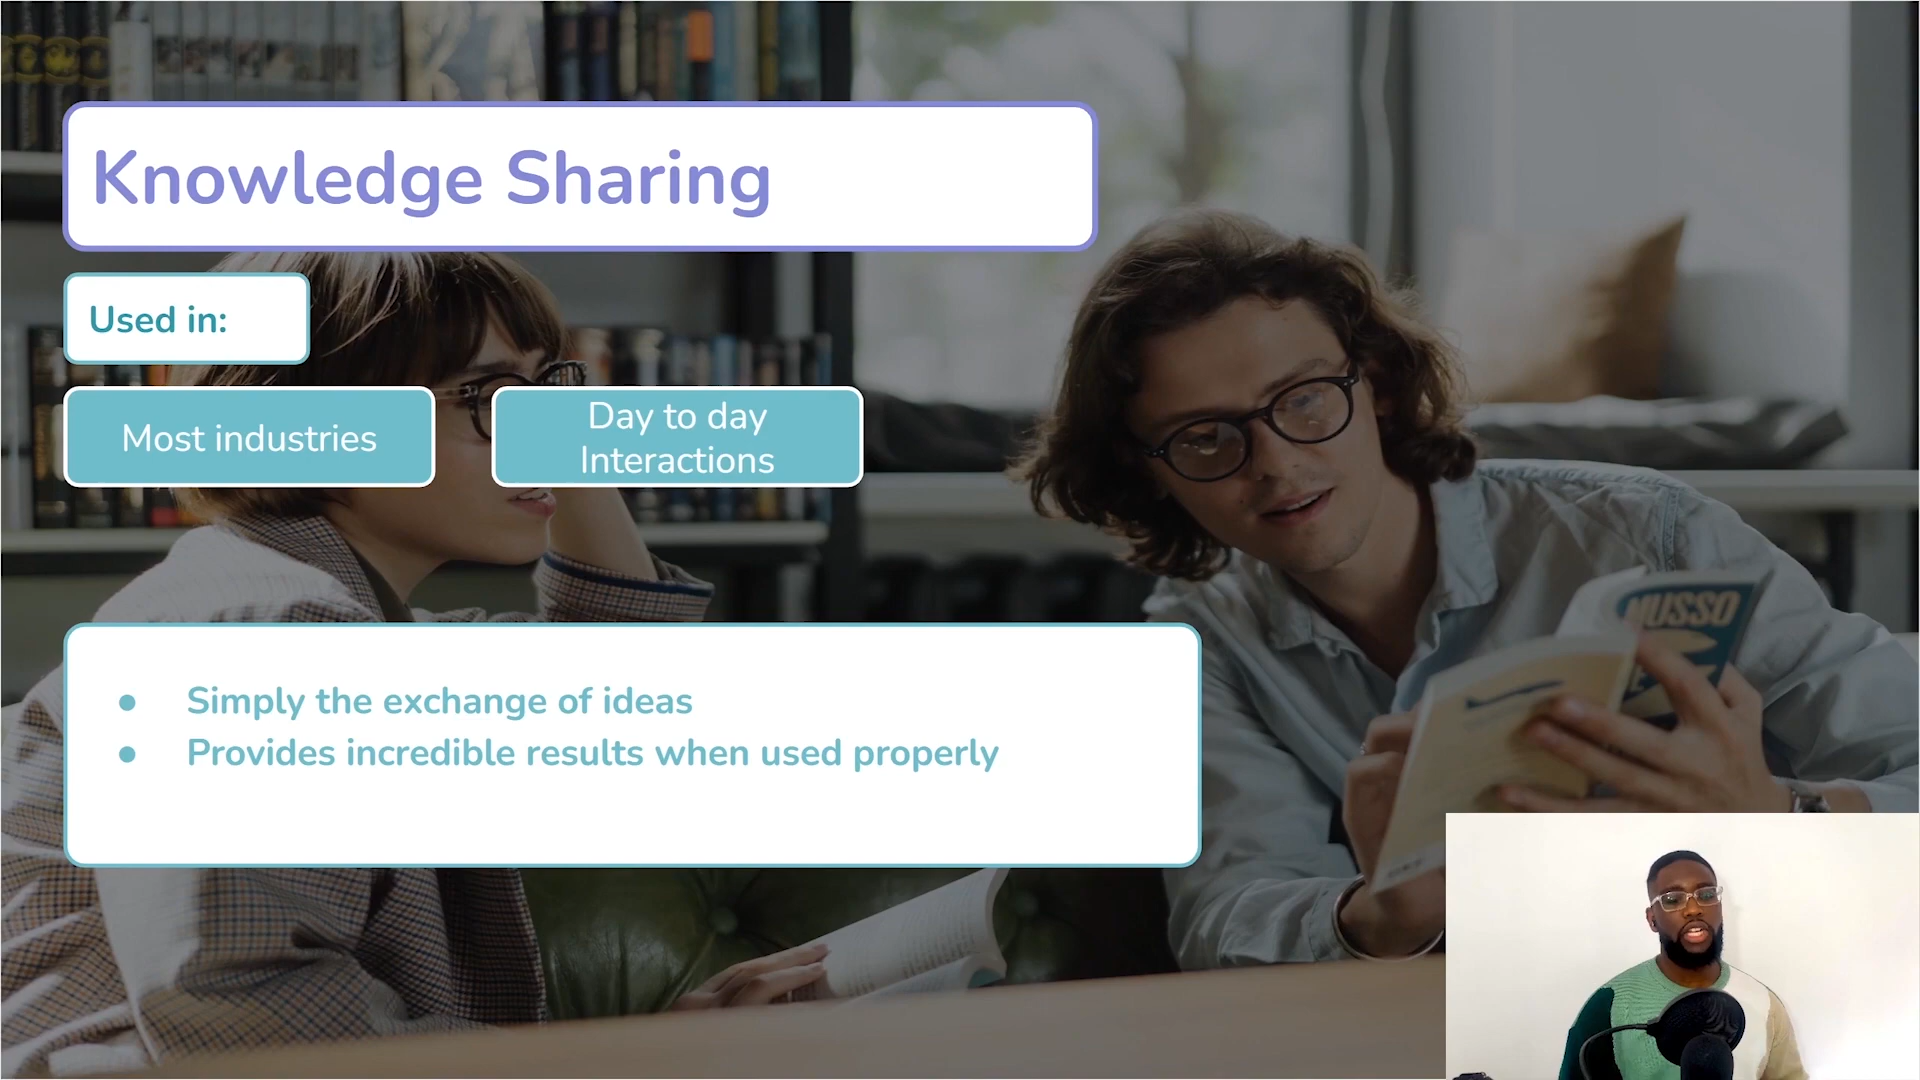 Knowledge Sharing
Used in:
Most industries
Day to day
Interactions
● Simply the exchange of ideas
● Provides incredible results when used properly
MUSSO